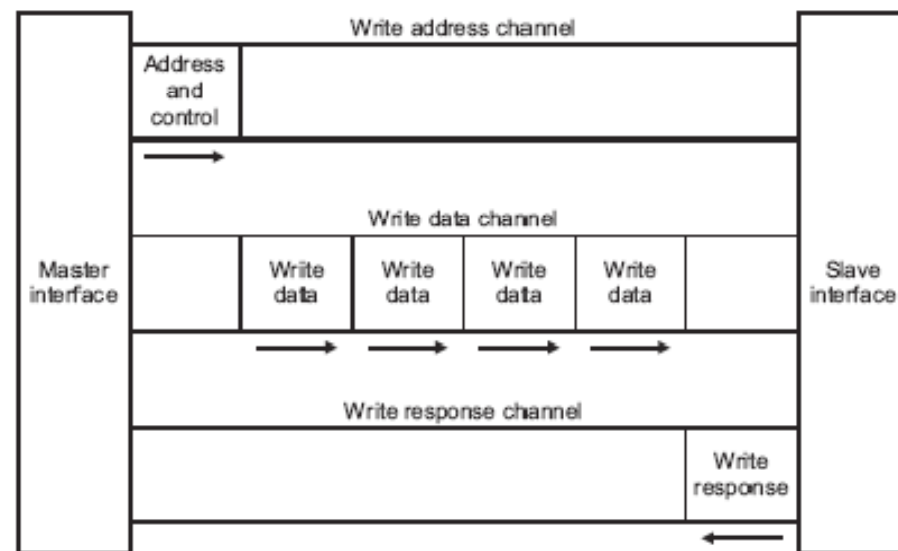 Write address channel
Address
and
control
Write data channel
Master
interface
Write
data
Write
data
Write
data
Write
data
Slave
interface
Write response channel
Write
response